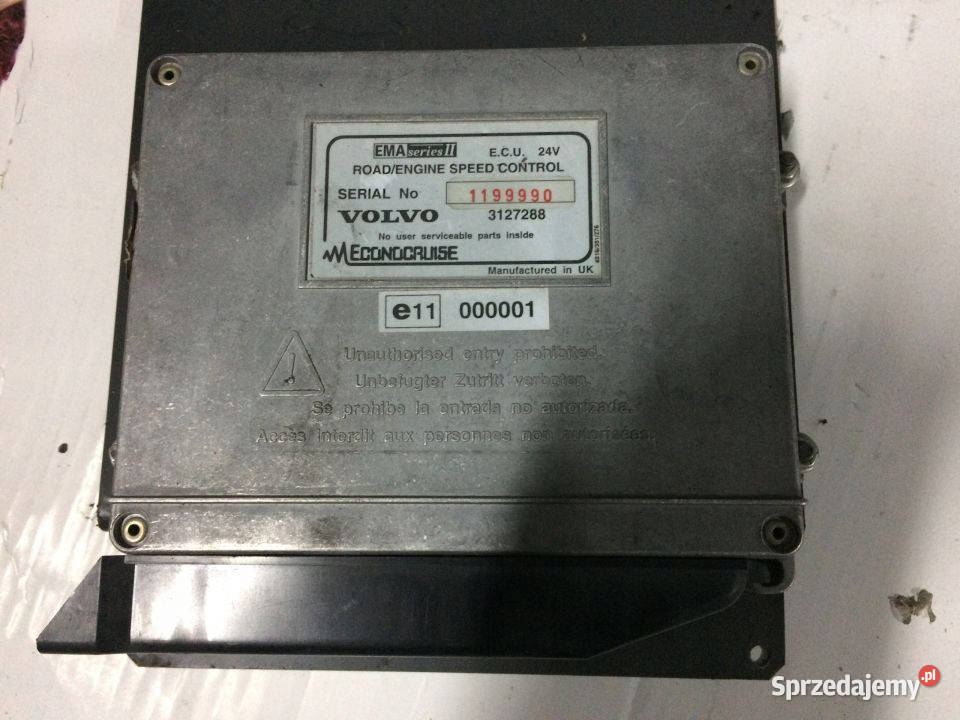 EMA series II E.C.U. 24V
ROAD/ENGINE SPEED CONTROL
SERIAL No 1199990
VOLVO 3127288
No user serviceable parts inside
ECONOCRUISE
Manufactured in UK
e11 000001
Unauthorised entry prohibited.
Unbefugter Zutritt verboten.
Se prohibe la entrada no autorizada.
Accès interdit aux personnes non autorisées.
Sprzedajemy.pl